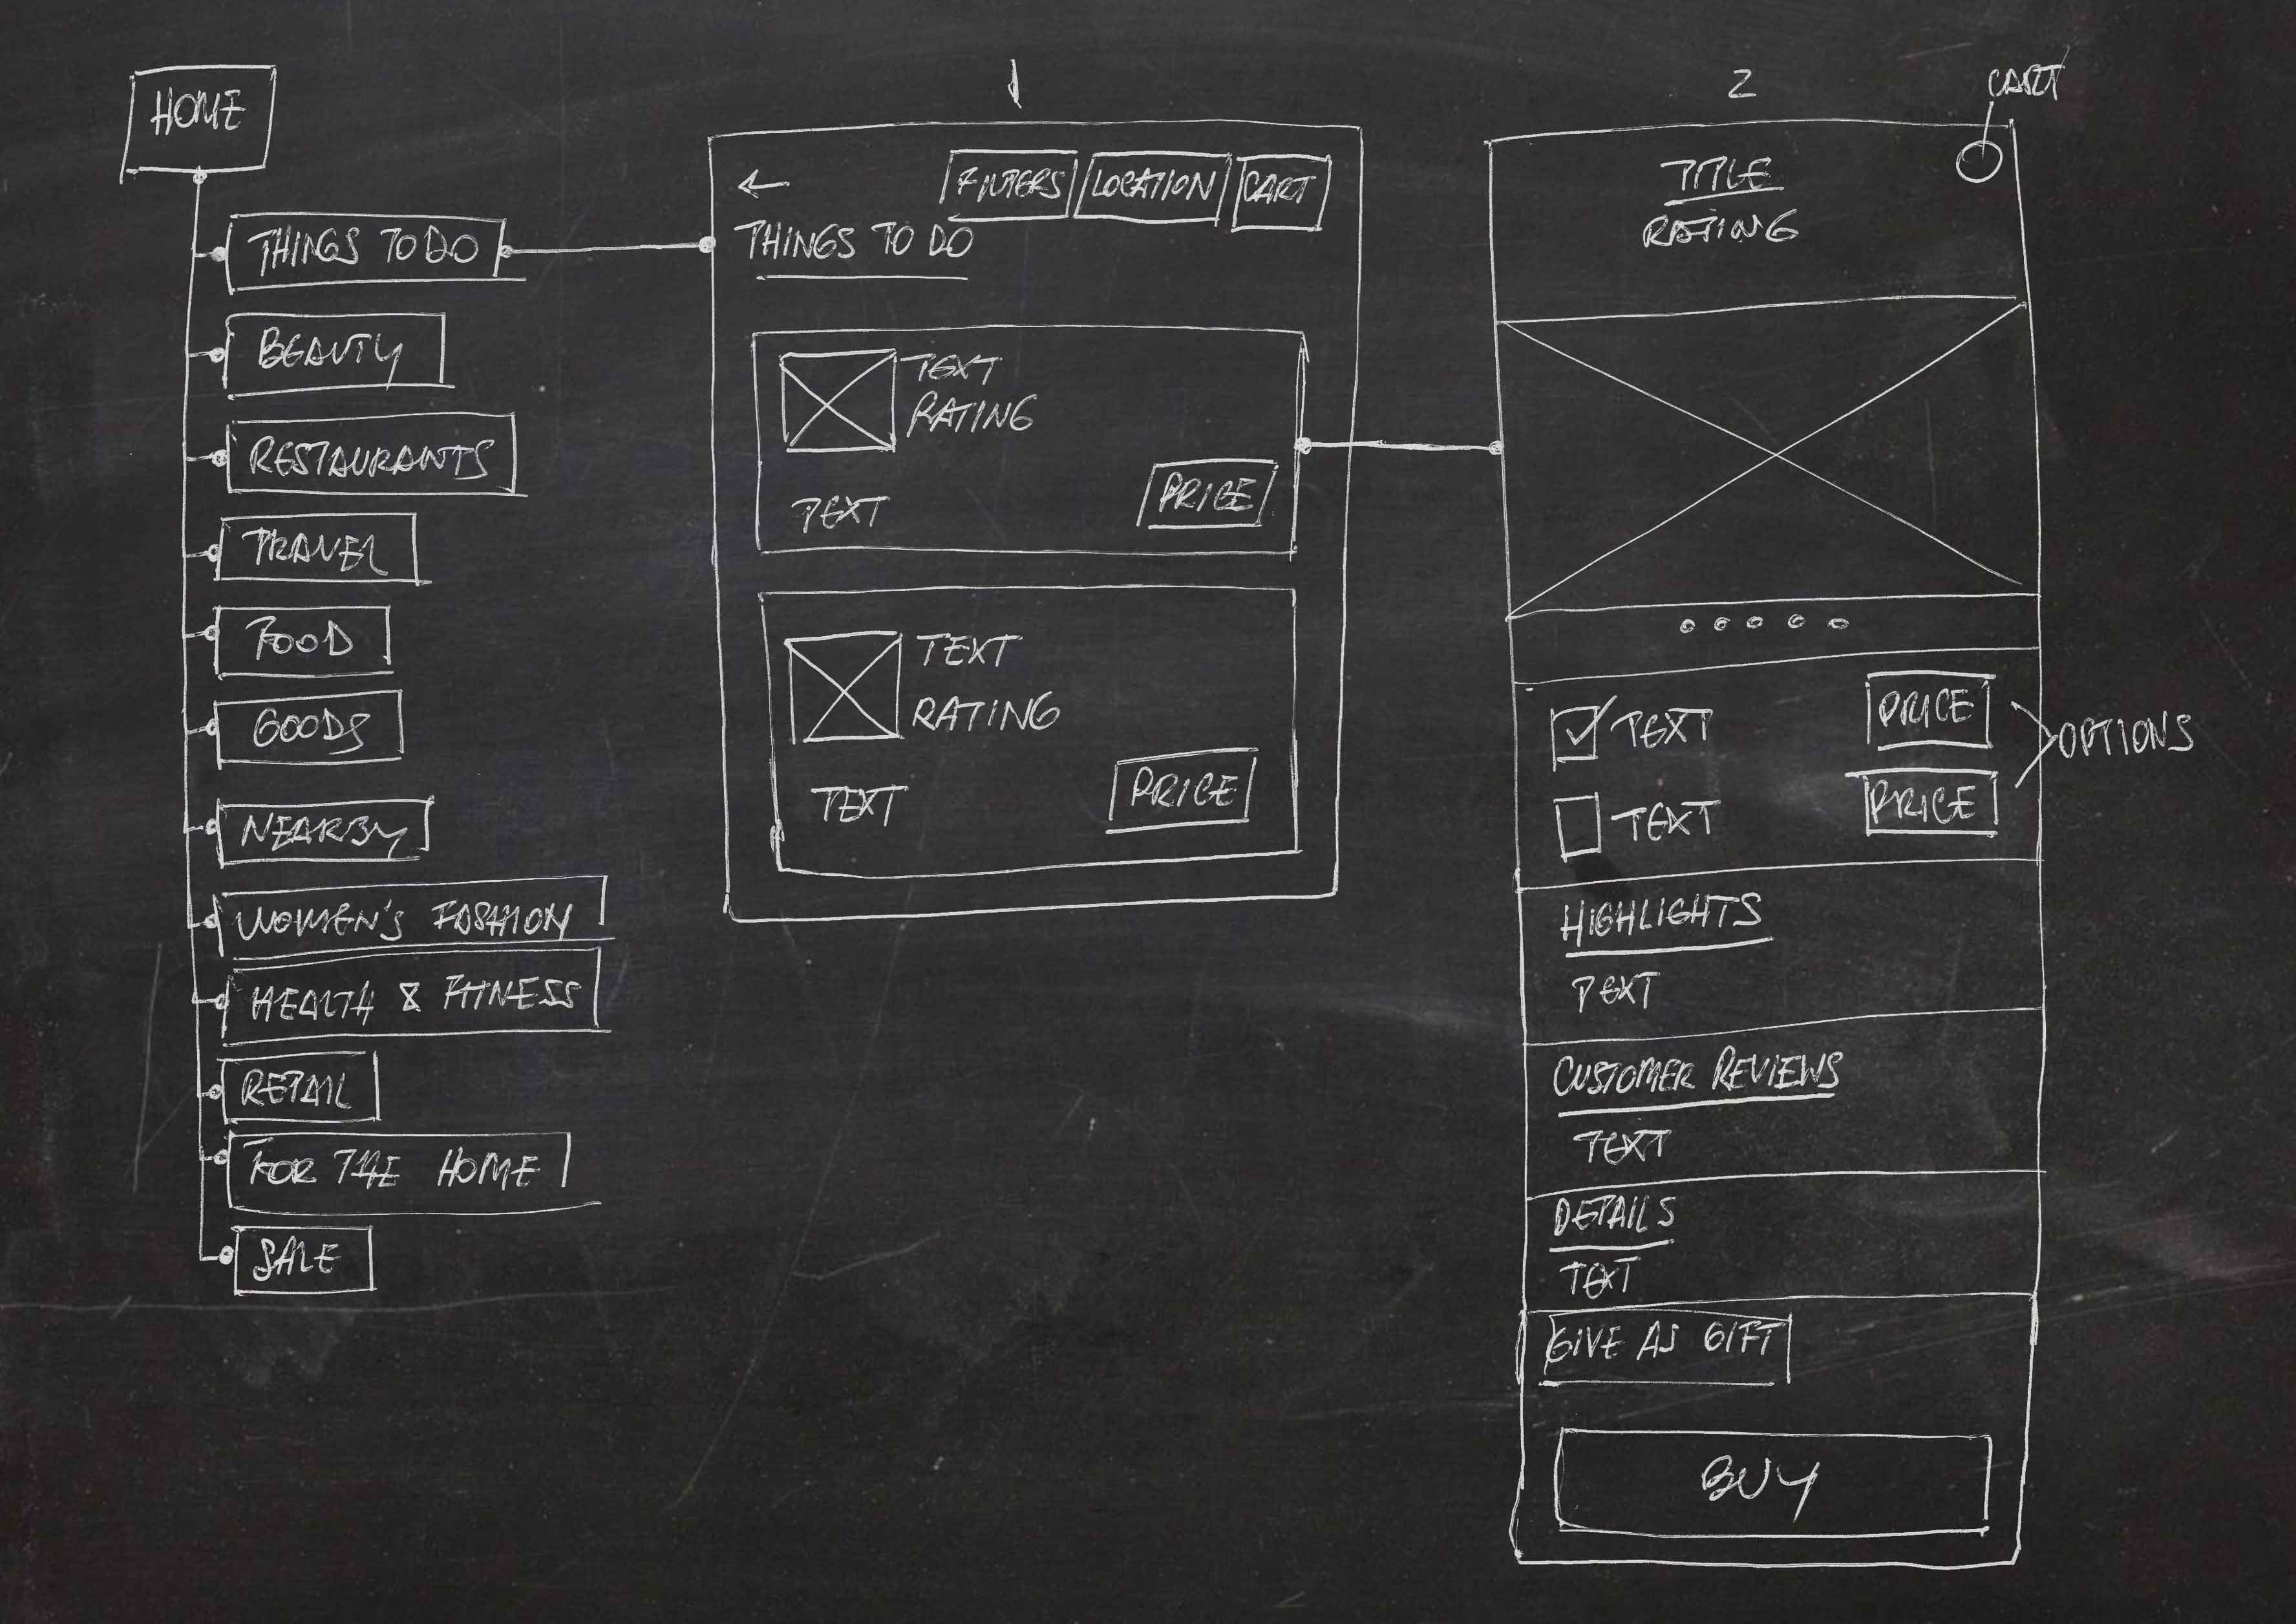 HOME
THINGS TO DO
BEAUTY
RESTAURANTS
TRAVEL
FOOD
GOODS
NEARBY
WOMEN'S FASHION
HEALTH & FITNESS
RETAIL
FOR THE HOME
SALE
1
FILTERS LOCATION CART
THINGS TO DO
TEXT
RATING
TEXT PRICE
TEXT
RATING
TEXT PRICE
2
CART
TITLE
RATING
TEXT PRICE
OPTIONS
TEXT PRICE
HIGHLIGHTS
TEXT
CUSTOMER REVIEWS
TEXT
DETAILS
TEXT
GIVE AS GIFT
BUY